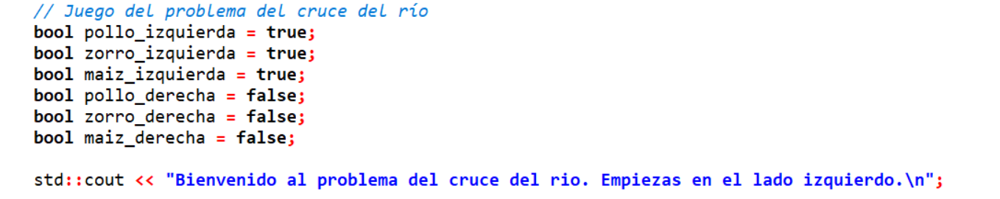 // Juego del problema del cruce del río
bool pollo_izquierda = true;
bool zorro_izquierda = true;
bool maiz_izquierda = true;
bool pollo_derecha = false;
bool zorro_derecha = false;
bool maiz_derecha = false;
std::cout << "Bienvenido al problema del cruce del rio. Empiezas en el lado izquierdo.\n";